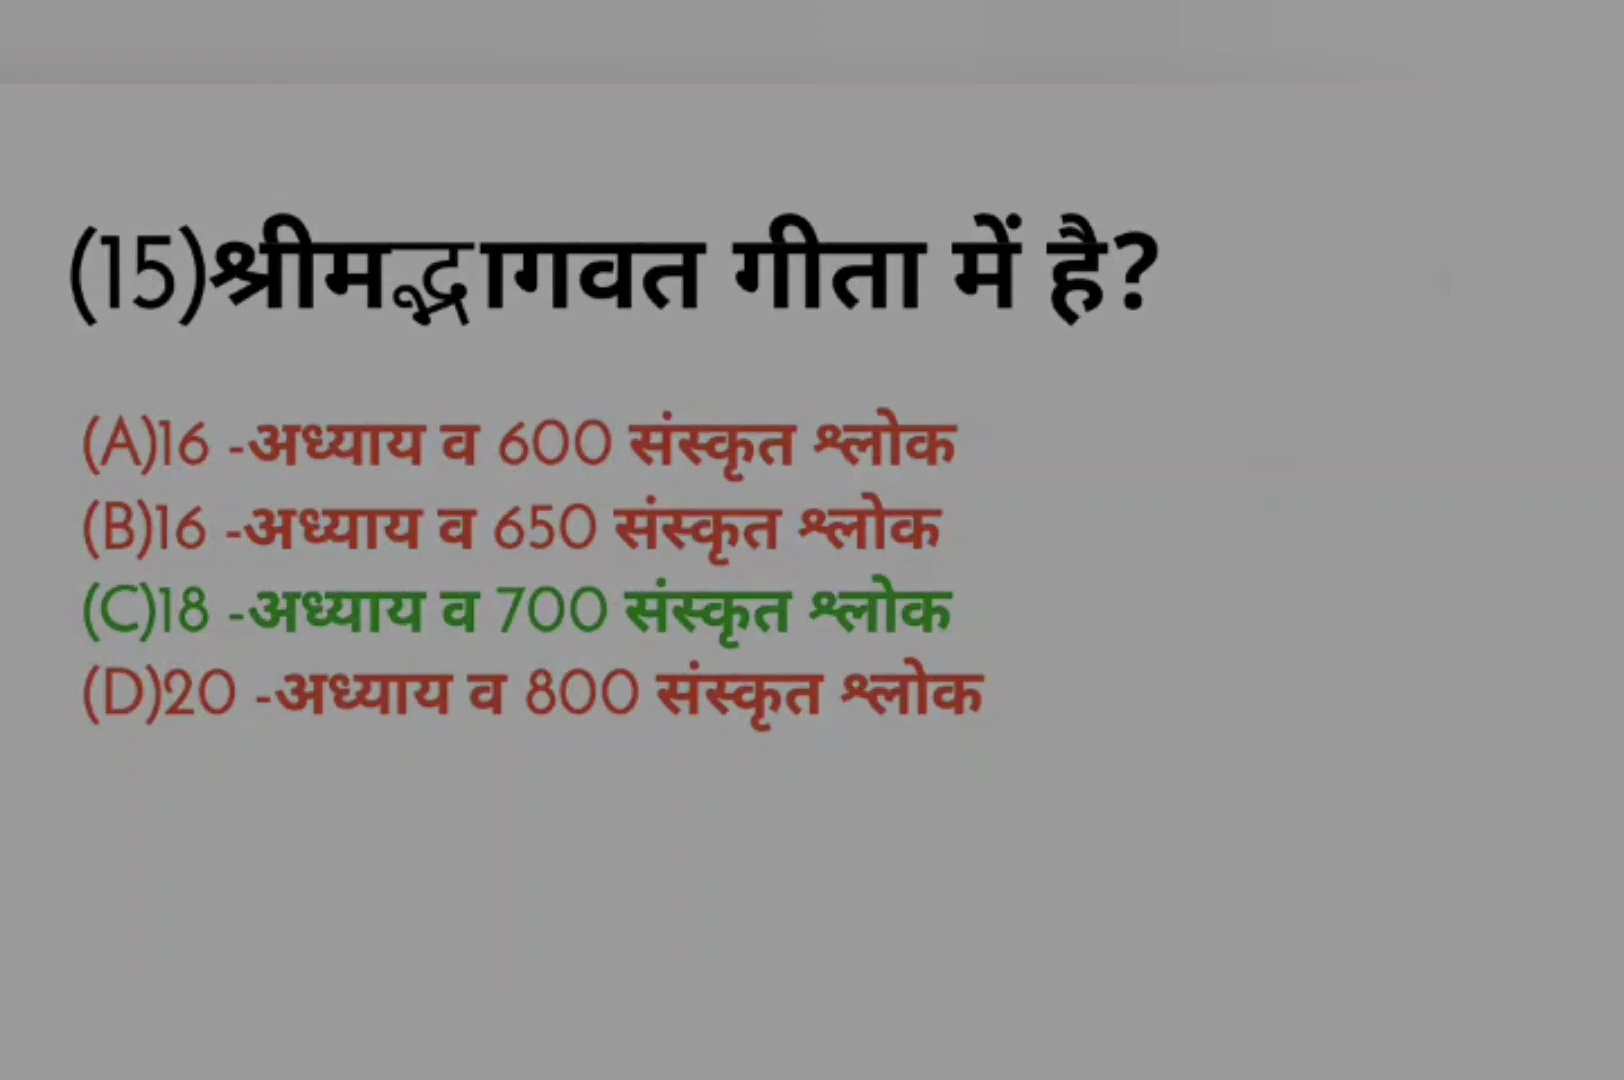 (15)श्रीमद्भागवत गीता में है?
(A)16 -अध्याय व 600 संस्कृत श्लोक
(B)16 -अध्याय व 650 संस्कृत श्लोक
(C)18 -अध्याय व 700 संस्कृत श्लोक
(D)20 -अध्याय व 800 संस्कृत श्लोक